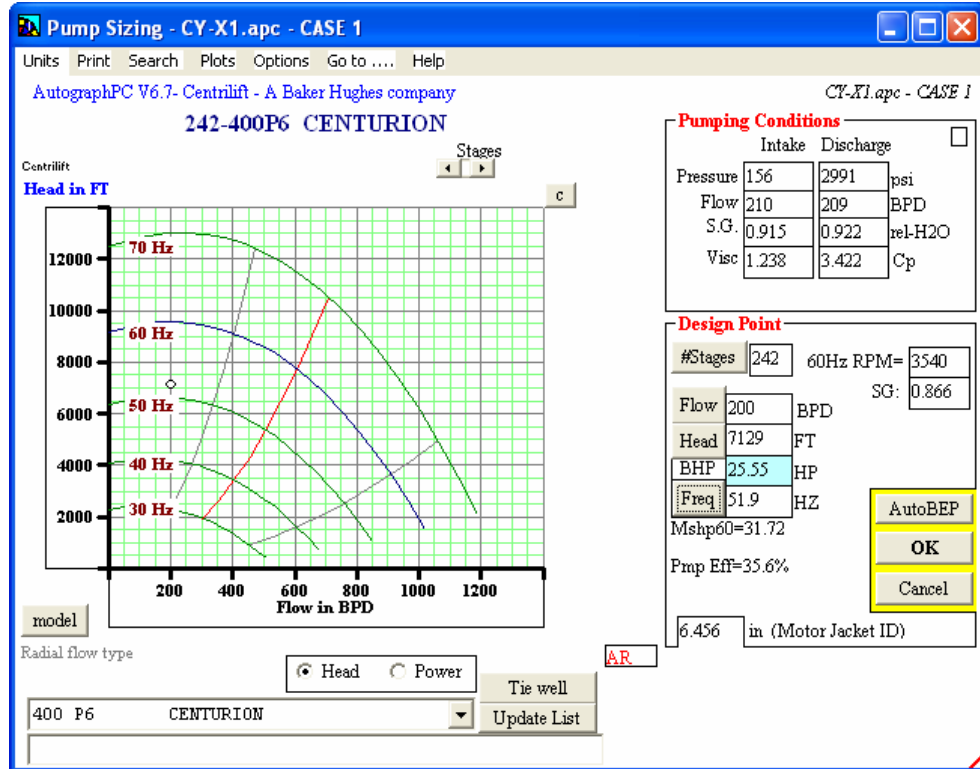 Pump Sizing - CY-X1.apc - CASE 1
Units Print Search Plots Options Go to .... Help
AutographPC V6.7- Centrilift - A Baker Hughes company
CY-X1.apc - CASE 1
242-400P6 CENTURION
Stages
Centrilift
Head in FT
c
70 Hz
12000
10000
60 Hz
8000
6000
50 Hz
4000
40 Hz
2000
30 Hz
200 400 600 800 1000 1200
Flow in BPD
model
Radial flow type
Head Power
AR
Tie well
400 P6 CENTURION
Update List
Pumping Conditions
Intake Discharge
Pressure 156 2991 psi
Flow 210 209 BPD
S.G. 0.915 0.922 rel-H2O
Visc 1.238 3.422 Cp
Design Point
#Stages 242 60Hz RPM= 3540
SG: 0.866
Flow 200 BPD
Head 7129 FT
BHP 25.55 HP
Freq 51.9 HZ
Mshp60=31.72
Pmp Eff=35.6%
AutoBEP
OK
Cancel
6.456 in (Motor Jacket ID)